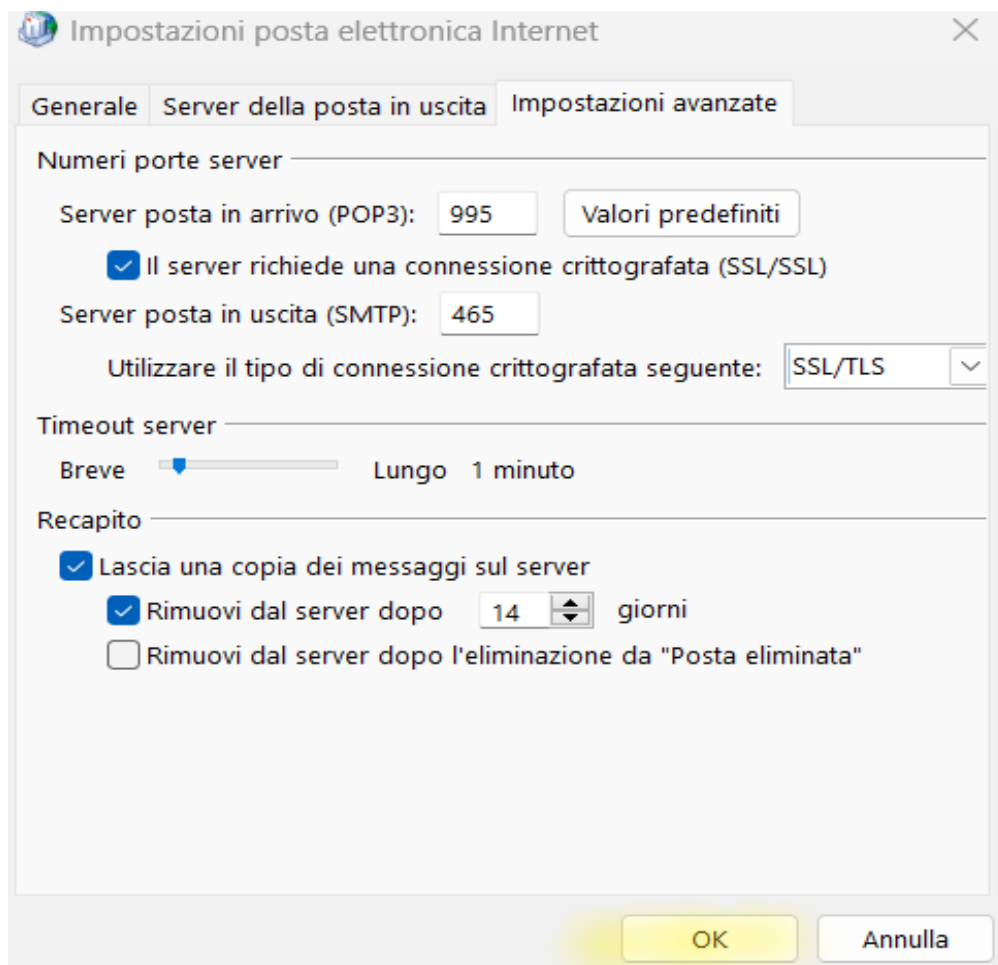 Impostazioni posta elettronica Internet
Generale Server della posta in uscita Impostazioni avanzate
Numeri porte server
Server posta in arrivo (POP3): 995 Valori predefiniti
Il server richiede una connessione crittografata (SSL/SSL)
Server posta in uscita (SMTP): 465
Utilizzare il tipo di connessione crittografata seguente: SSL/TLS
Timeout server
Breve Lungo 1 minuto
Recapito
Lascia una copia dei messaggi sul server
Rimuovi dal server dopo 14 giorni
Rimuovi dal server dopo l'eliminazione da "Posta eliminata"
OK Annulla